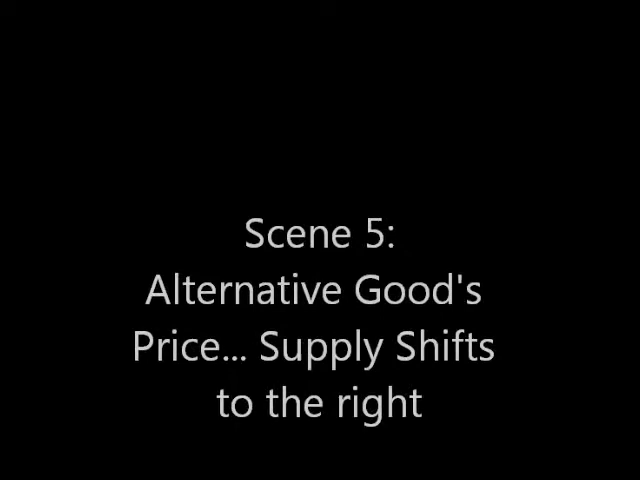 Scene 5:
Alternative Good's
Price... Supply Shifts
to the right